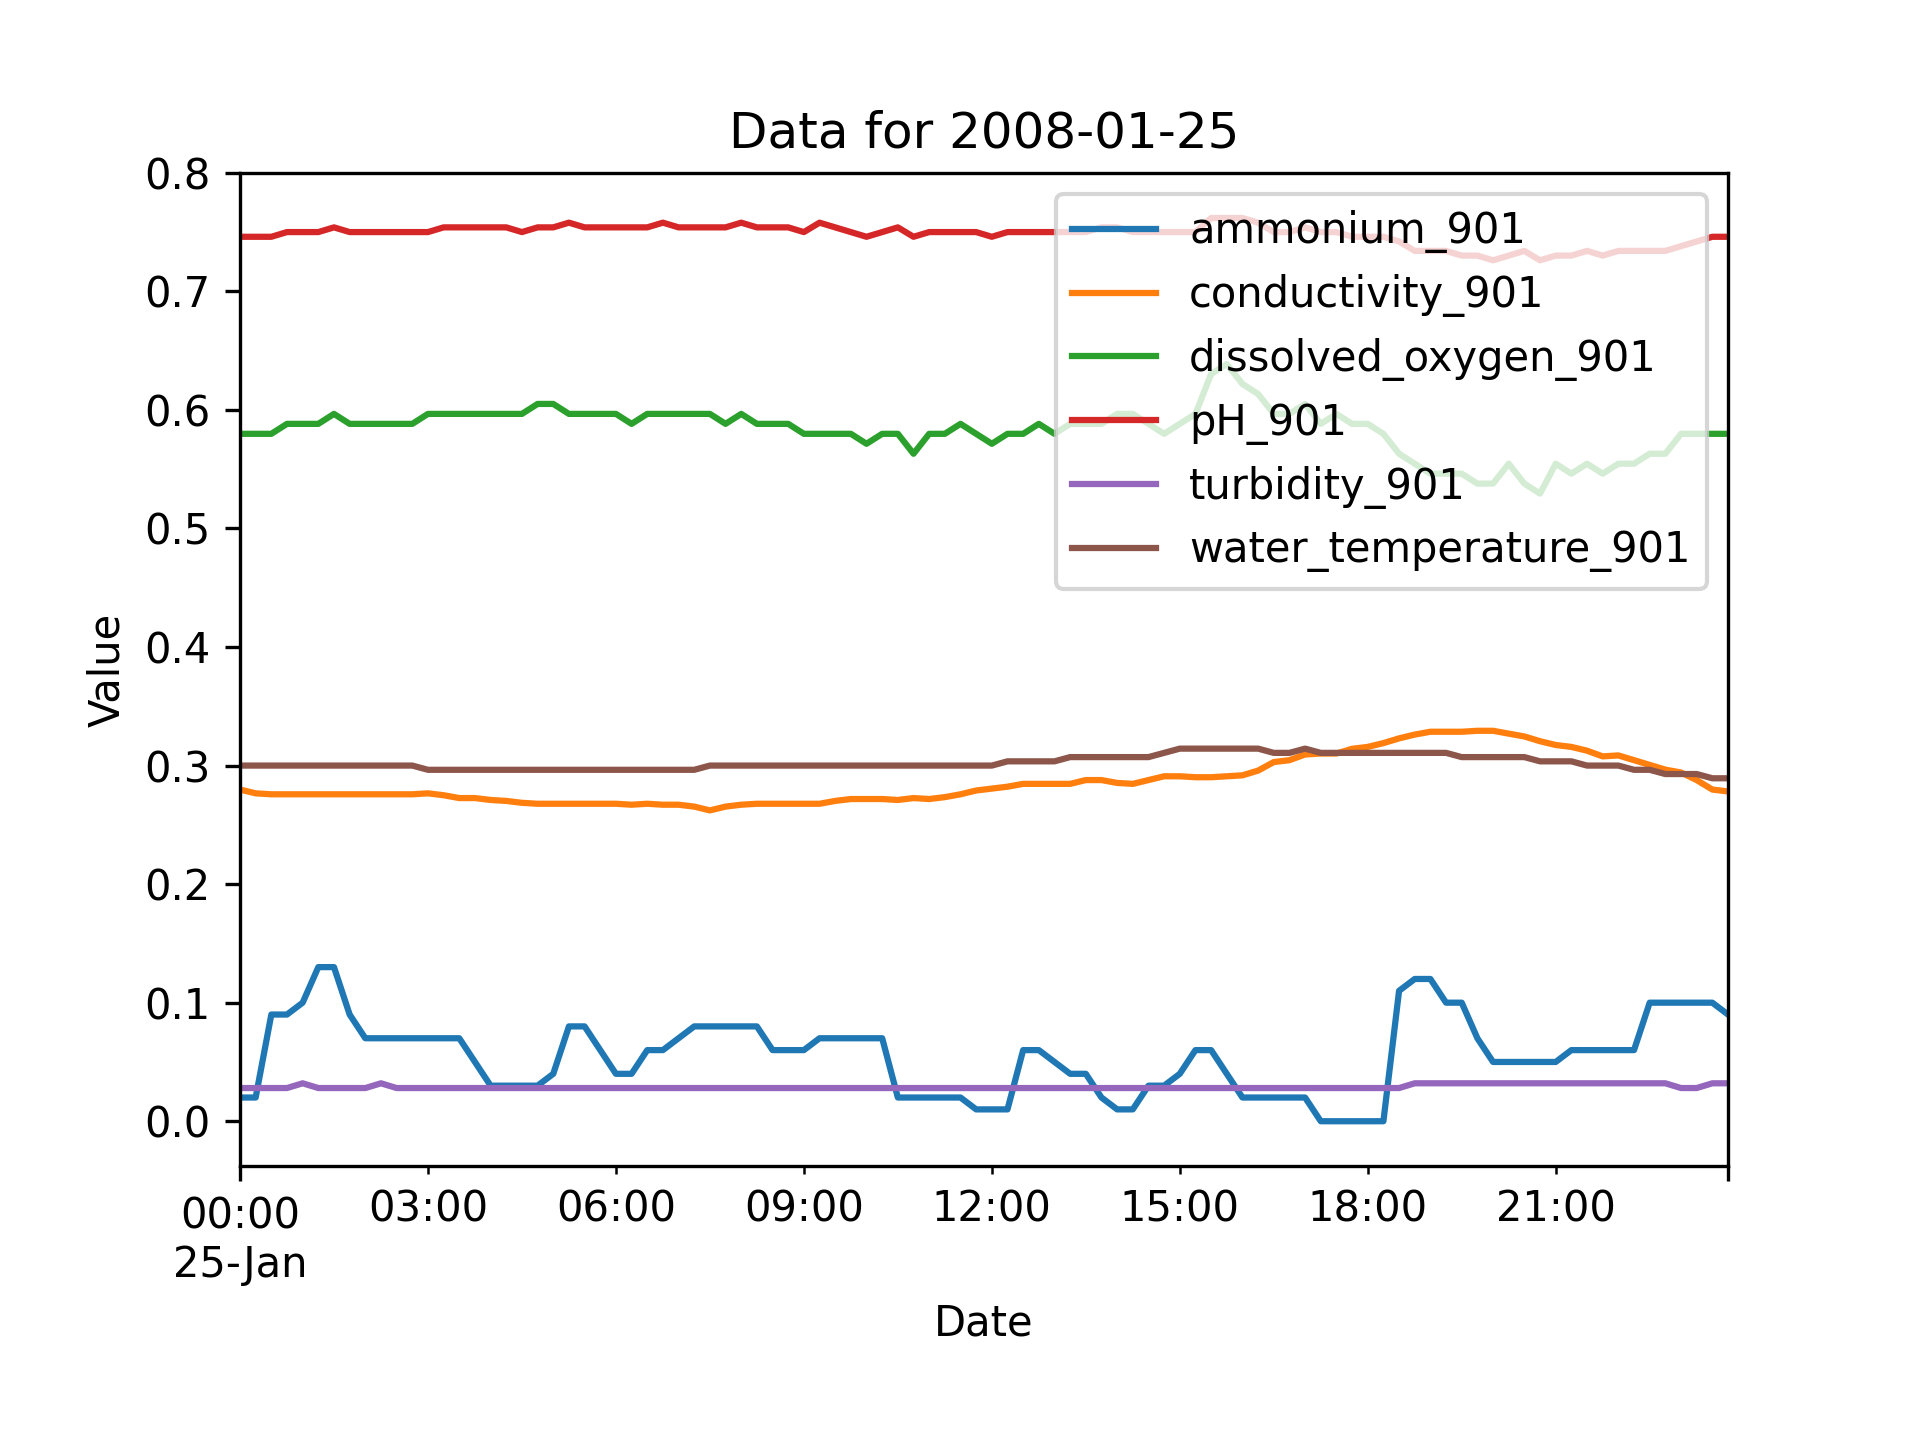 Data for 2008-01-25
0.8
0.7
0.6
0.5
0.4
0.3
0.2
0.1
0.0
Value
ammonium_901
conductivity_901
dissolved_oxygen_901
pH_901
turbidity_901
water_temperature_901
00:00 03:00 06:00 09:00 12:00 15:00 18:00 21:00
25-Jan
Date